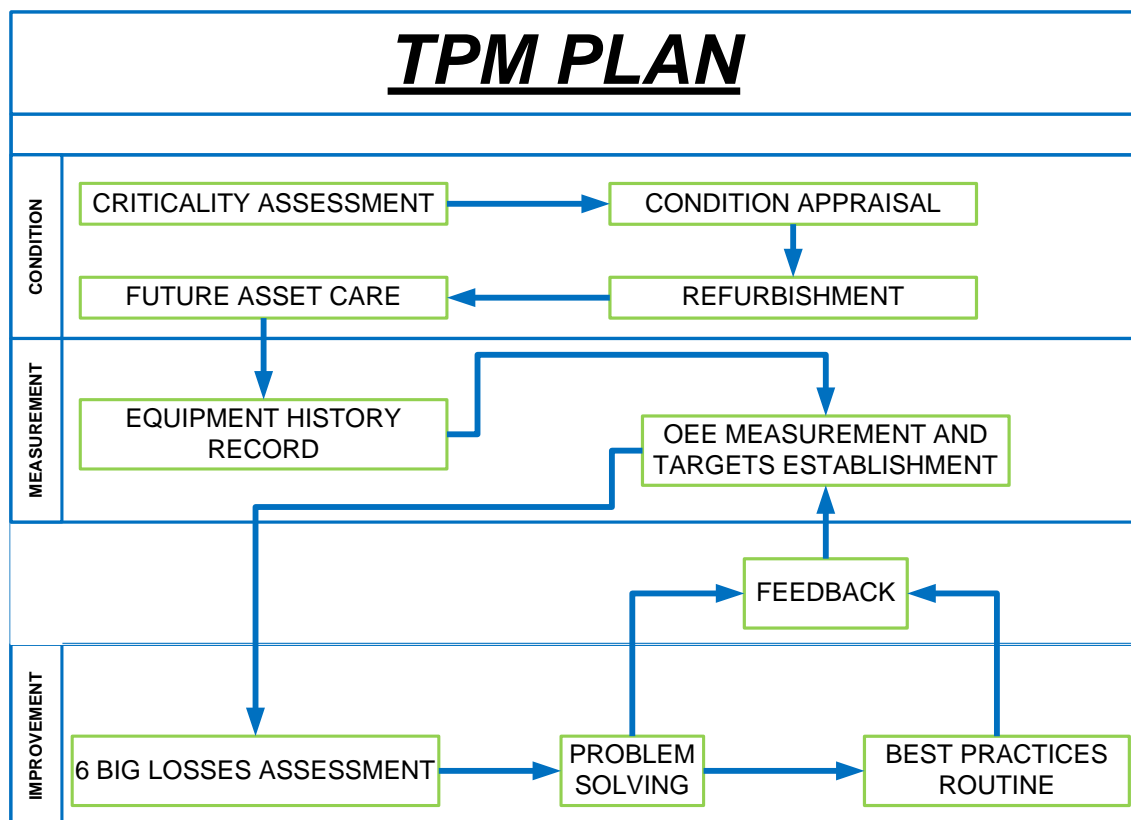 TPM PLAN
CONDITION
CRITICALITY ASSESSMENT
CONDITION APPRAISAL
FUTURE ASSET CARE
REFURBISHMENT
MEASUREMENT
EQUIPMENT HISTORY
RECORD
OEE MEASUREMENT AND
TARGETS ESTABLISHMENT
FEEDBACK
IMPROVEMENT
6 BIG LOSSES ASSESSMENT
PROBLEM
SOLVING
BEST PRACTICES
ROUTINE